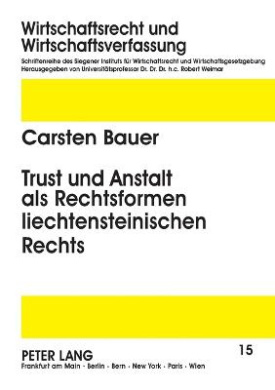 Wirtschaftsrecht und
Wirtschaftsverfassung
Schriftenreihe des Siegener Instituts für Wirtschaftsrecht und Wirtschaftsgesetzgebung
Herausgegeben von Universitätsprofessor Dr. Dr. Dr. h.c. Robert Weimar
Carsten Bauer
Trust und Anstalt
als Rechtsformen
liechtensteinischen
Rechts
15
PETER LANG
Frankfurt am Main · Berlin · Bern · New York · Paris · Wien